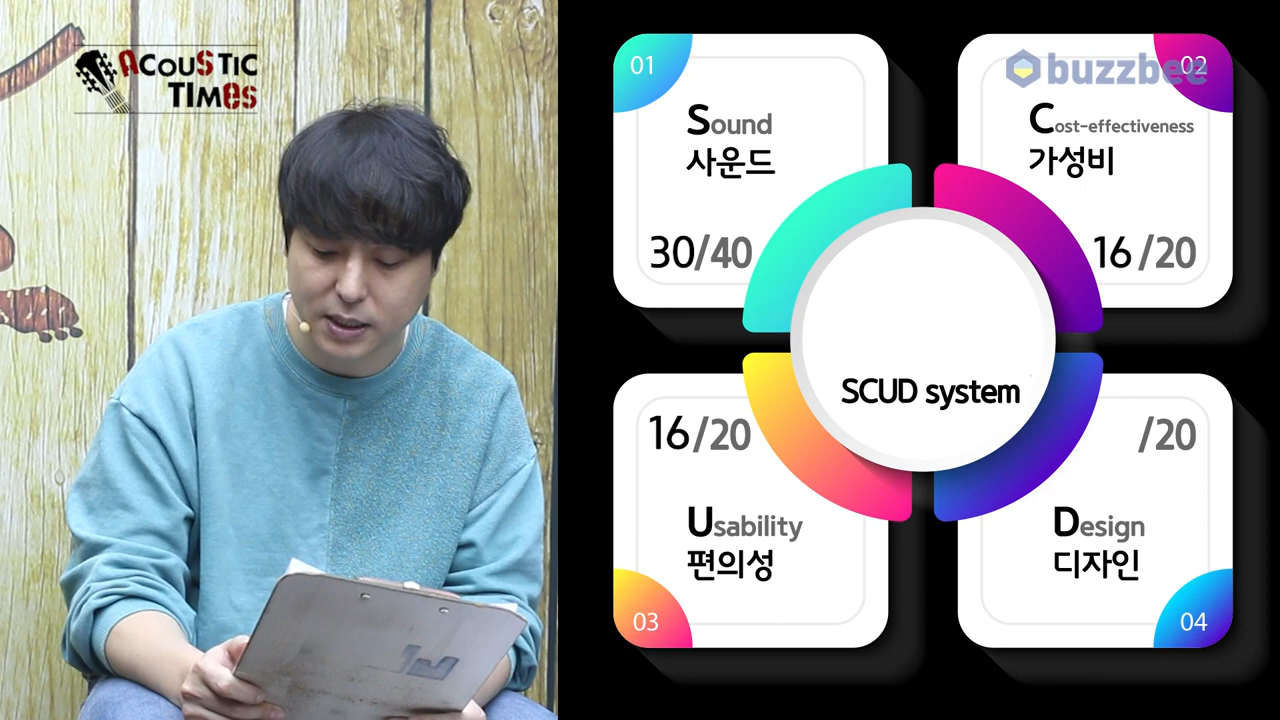 ACOUSTIC
TIMES
buzzbee
01
Sound
사운드
30/40
02
Cost-effectiveness
가성비
16/20
SCUD system
16/20
Usability
편의성
03
/20
Design
디자인
04